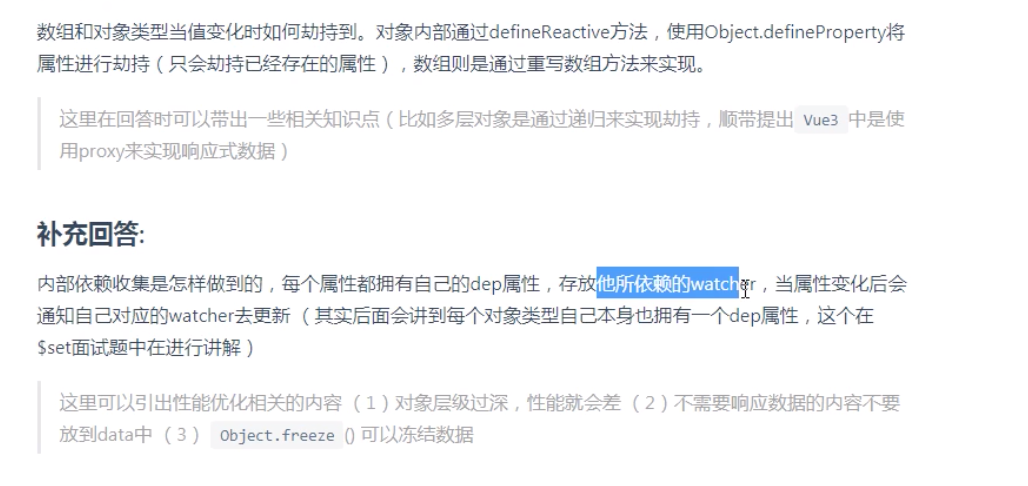 数组和对象类型当值变化时如何劫持到。对象内部通过defineReactive方法，使用Object.defineProperty将
属性进行劫持（只会劫持已经存在的属性），数组则是通过重写数组方法来实现。
这里在回答时可以带出一些相关知识点（比如多层对象是通过递归来实现劫持，顺带提出 Vue3 中是使
用proxy来实现响应式数据）
补充回答:
内部依赖收集是怎样做到的，每个属性都拥有自己的dep属性，存放他所依赖的watcher，当属性变化后会
通知自己对应的watcher去更新 （其实后面会讲到每个对象类型自己本身也拥有一个dep属性，这个在
$set面试题中在进行讲解）
这里可以引出性能优化相关的内容 （1）对象层级过深，性能就会差 （2）不需要响应数据的内容不要
放到data中 （3） Object.freeze() 可以冻结数据